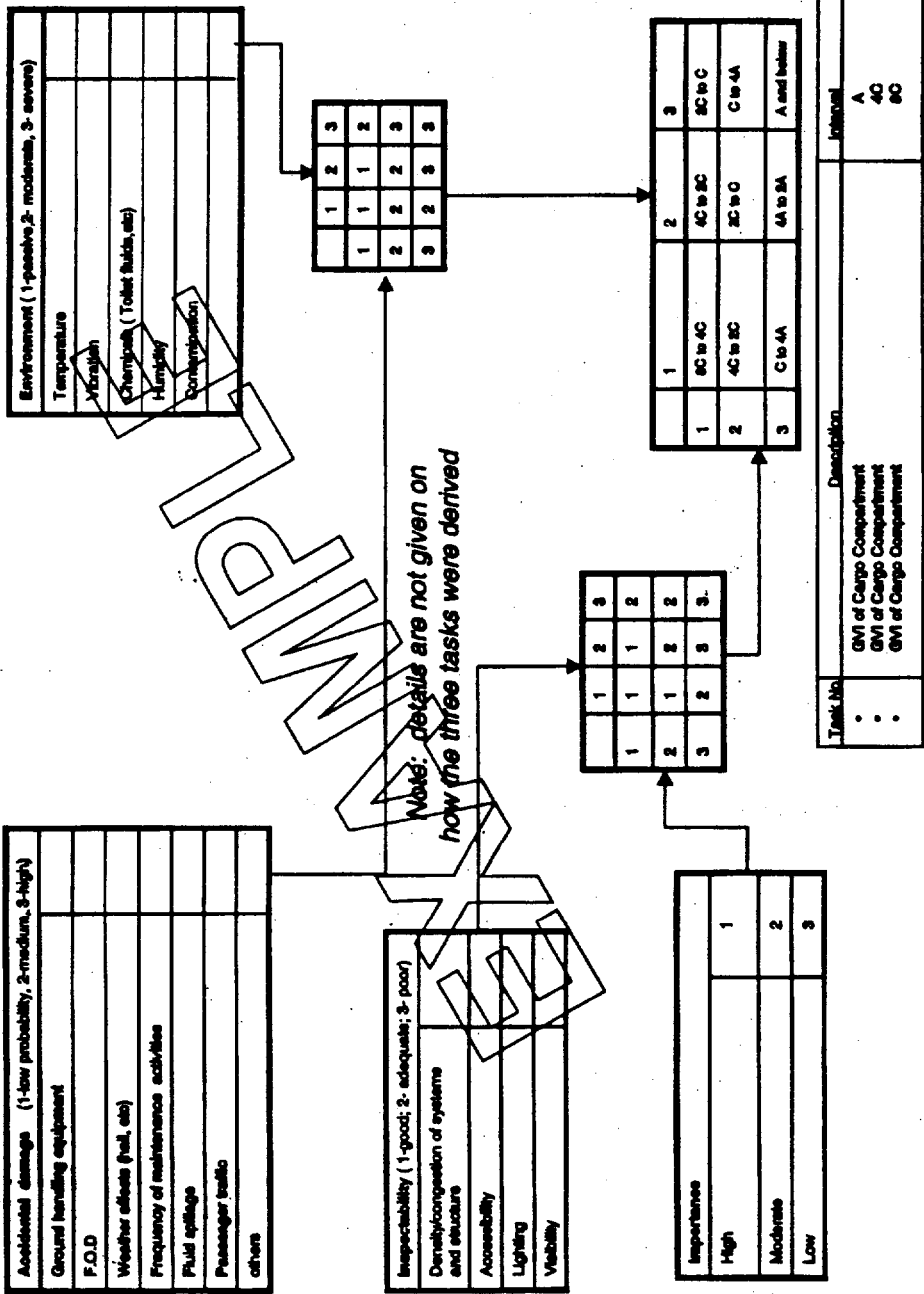 Accidental damage (1-low probability, 2-medium, 3-high)
Ground handling equipment
F.O.D
Weather effects (hail, etc)
Frequency of maintenance activities
Fluid spillage
Passenger traffic
others
Environment ( 1-passive,2- moderate, 3- severe)
Temperature
Vibration
Chemicals ( Toilet fluids,etc)
Humidity
Contamination
1 2 3
1 1 1 2
2 2 2 3
3 2 3 3
EXAMPLE
Note: details are not given on
how the three tasks were derived
Inspectability ( 1-good; 2- adequate; 3- poor)
Density/congestion of systems
and structure
Accessibility
Lighting
Visibility
1 2 3
1 1 1 2
2 1 2 2
3 2 3 3
Importance
High 1
Moderate 2
Low 3
1 2 3
1 8C to 4C 4C to 2C 2C to C
2 4C to 2C 2C to C C to 4A
3 C to 4A 4A to 2A A and below
Task No Description Interval
• GVI of Cargo Compartment A
• GVI of Cargo Compartment 4C
• GVI of Cargo Compartment 8C